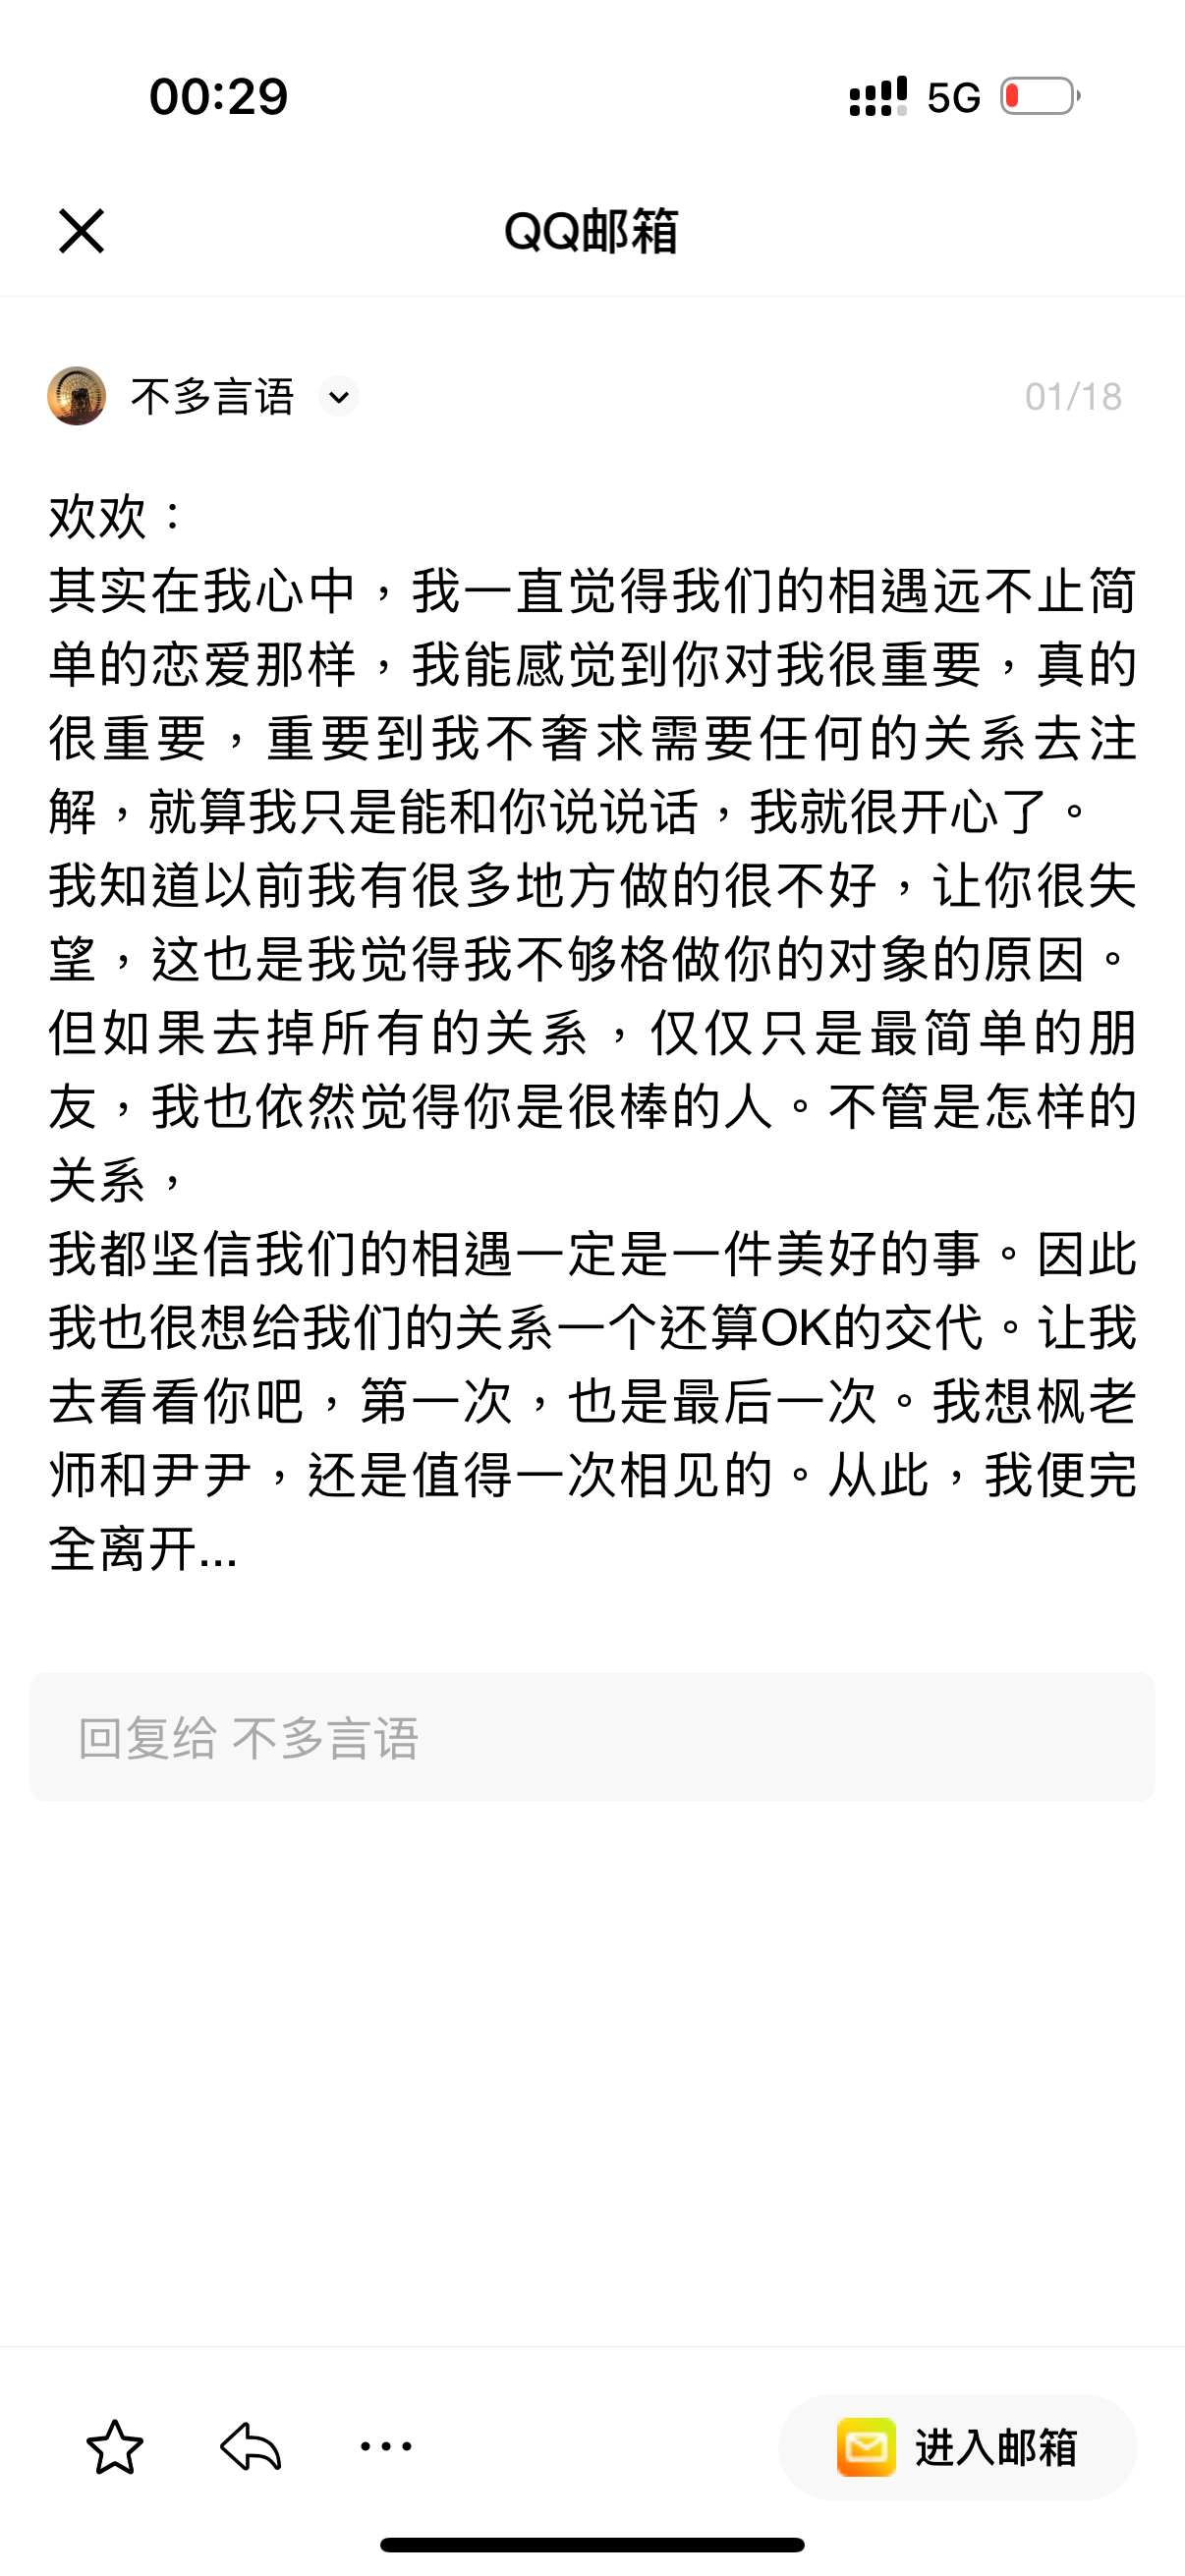 00:29
5G
QQ邮箱
不多言语
01/18
欢欢：
其实在我心中，我一直觉得我们的相遇远不止简
单的恋爱那样，我能感觉到你对我很重要，真的
很重要，重要到我不奢求需要任何的关系去注
解，就算我只是能和你说说话，我就很开心了。
我知道以前我有很多地方做的很不好，让你很失
望，这也是我觉得我不够格做你的对象的原因。
但如果去掉所有的关系，仅仅只是最简单的朋
友，我也依然觉得你是很棒的人。不管是怎样的
关系，
我都坚信我们的相遇一定是一件美好的事。因此
我也很想给我们的关系一个还算OK的交代。让我
去看看你吧，第一次，也是最后一次。我想枫老
师和尹尹，还是值得一次相见的。从此，我便完
全离开...
回复给 不多言语
进入邮箱